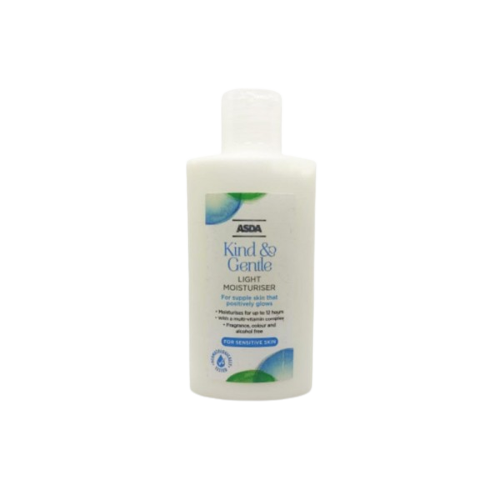 ASDA
Kind &
Gentle
LIGHT
MOISTURISER
For supple skin that
positively glows
• Moisturises for up to 12 hours
• With a multi-vitamin complex
• Fragrance, colour and
alcohol free
FOR SENSITIVE SKIN